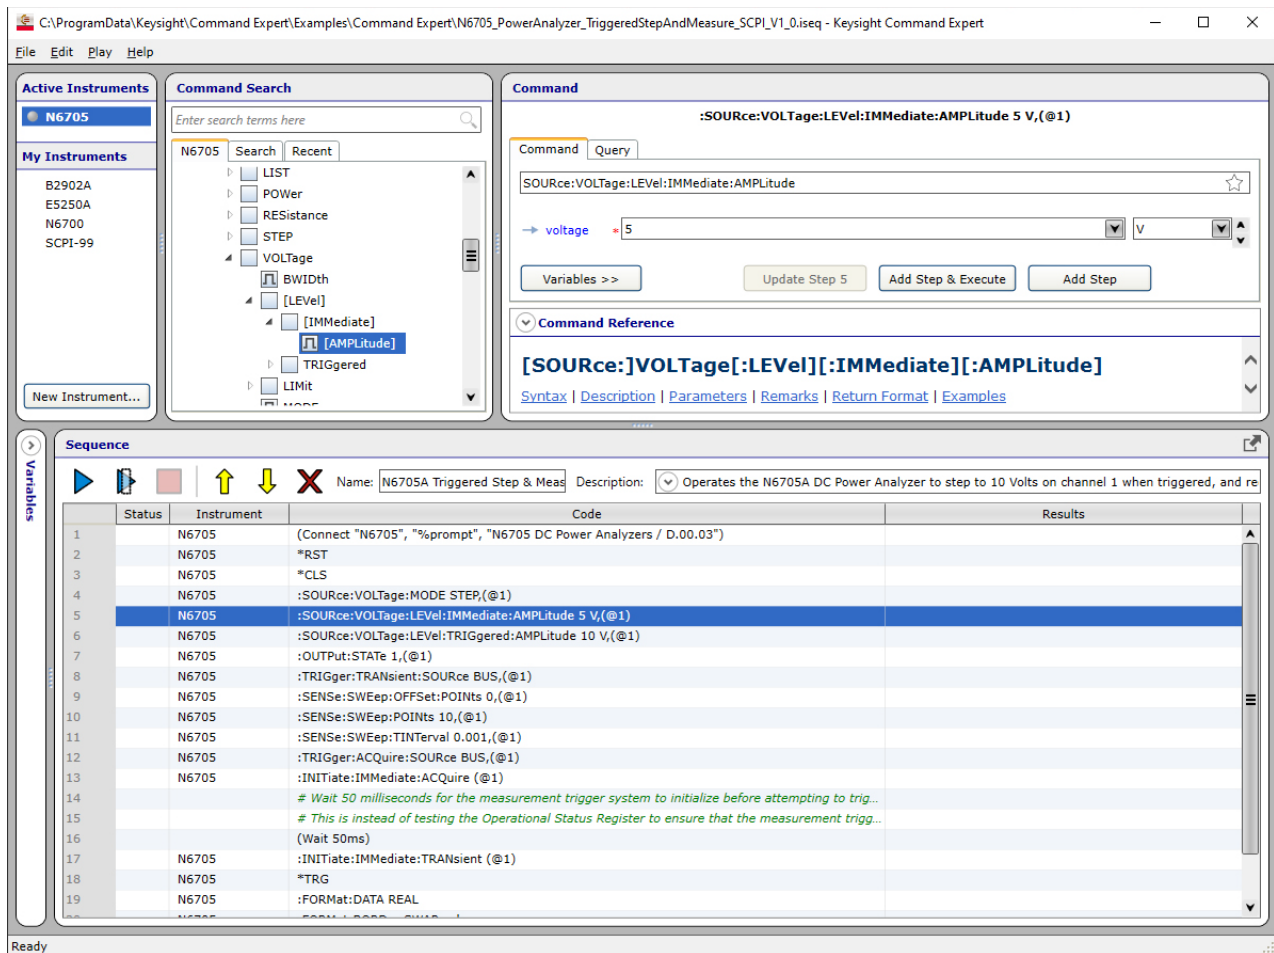 C:\ProgramData\Keysight\Command Expert\Examples\Command Expert\N6705_PowerAnalyzer_TriggeredStepAndMeasure_SCPI_V1_0.iseq - Keysight Command Expert
File Edit Play Help
Active Instruments
N6705
My Instruments
B2902A
E5250A
N6700
SCPI-99
New Instrument...
Command Search
Enter search terms here
N6705 Search Recent
LIST
POWer
RESistance
STEP
VOLTage
BWIDth
[LEVel]
[IMMediate]
[AMPLitude]
TRIGgered
LIMit
MODE
Command
:SOURce:VOLTage:LEVel:IMMediate:AMPLitude 5 V,(@1)
Command Query
SOURce:VOLTage:LEVel:IMMediate:AMPLitude
voltage * 5 V
Variables >> Update Step 5 Add Step & Execute Add Step
Command Reference
[SOURce:]VOLTage[:LEVel][:IMMediate][:AMPLitude]
Syntax | Description | Parameters | Remarks | Return Format | Examples
Variables
Sequence
Name: N6705A Triggered Step & Meas Description: Operates the N6705A DC Power Analyzer to step to 10 Volts on channel 1 when triggered, and re
Status Instrument Code Results
1 N6705 (Connect "N6705", "%prompt", "N6705 DC Power Analyzers / D.00.03")
2 N6705 *RST
3 N6705 *CLS
4 N6705 :SOURce:VOLTage:MODE STEP,(@1)
5 N6705 :SOURce:VOLTage:LEVel:IMMediate:AMPLitude 5 V,(@1)
6 N6705 :SOURce:VOLTage:LEVel:TRIGgered:AMPLitude 10 V,(@1)
7 N6705 :OUTPut:STATe 1,(@1)
8 N6705 :TRIGger:TRANsient:SOURce BUS,(@1)
9 N6705 :SENSe:SWEep:OFFSet:POINts 0,(@1)
10 N6705 :SENSe:SWEep:POINts 10,(@1)
11 N6705 :SENSe:SWEep:TINTerval 0.001,(@1)
12 N6705 :TRIGger:ACQuire:SOURce BUS,(@1)
13 N6705 :INITiate:IMMediate:ACQuire (@1)
14 # Wait 50 milliseconds for the measurement trigger system to initialize before attempting to trig...
15 # This is instead of testing the Operational Status Register to ensure that the measurement trigg...
16 (Wait 50ms)
17 N6705 :INITiate:IMMediate:TRANsient (@1)
18 N6705 *TRG
19 N6705 :FORMat:DATA REAL
Ready